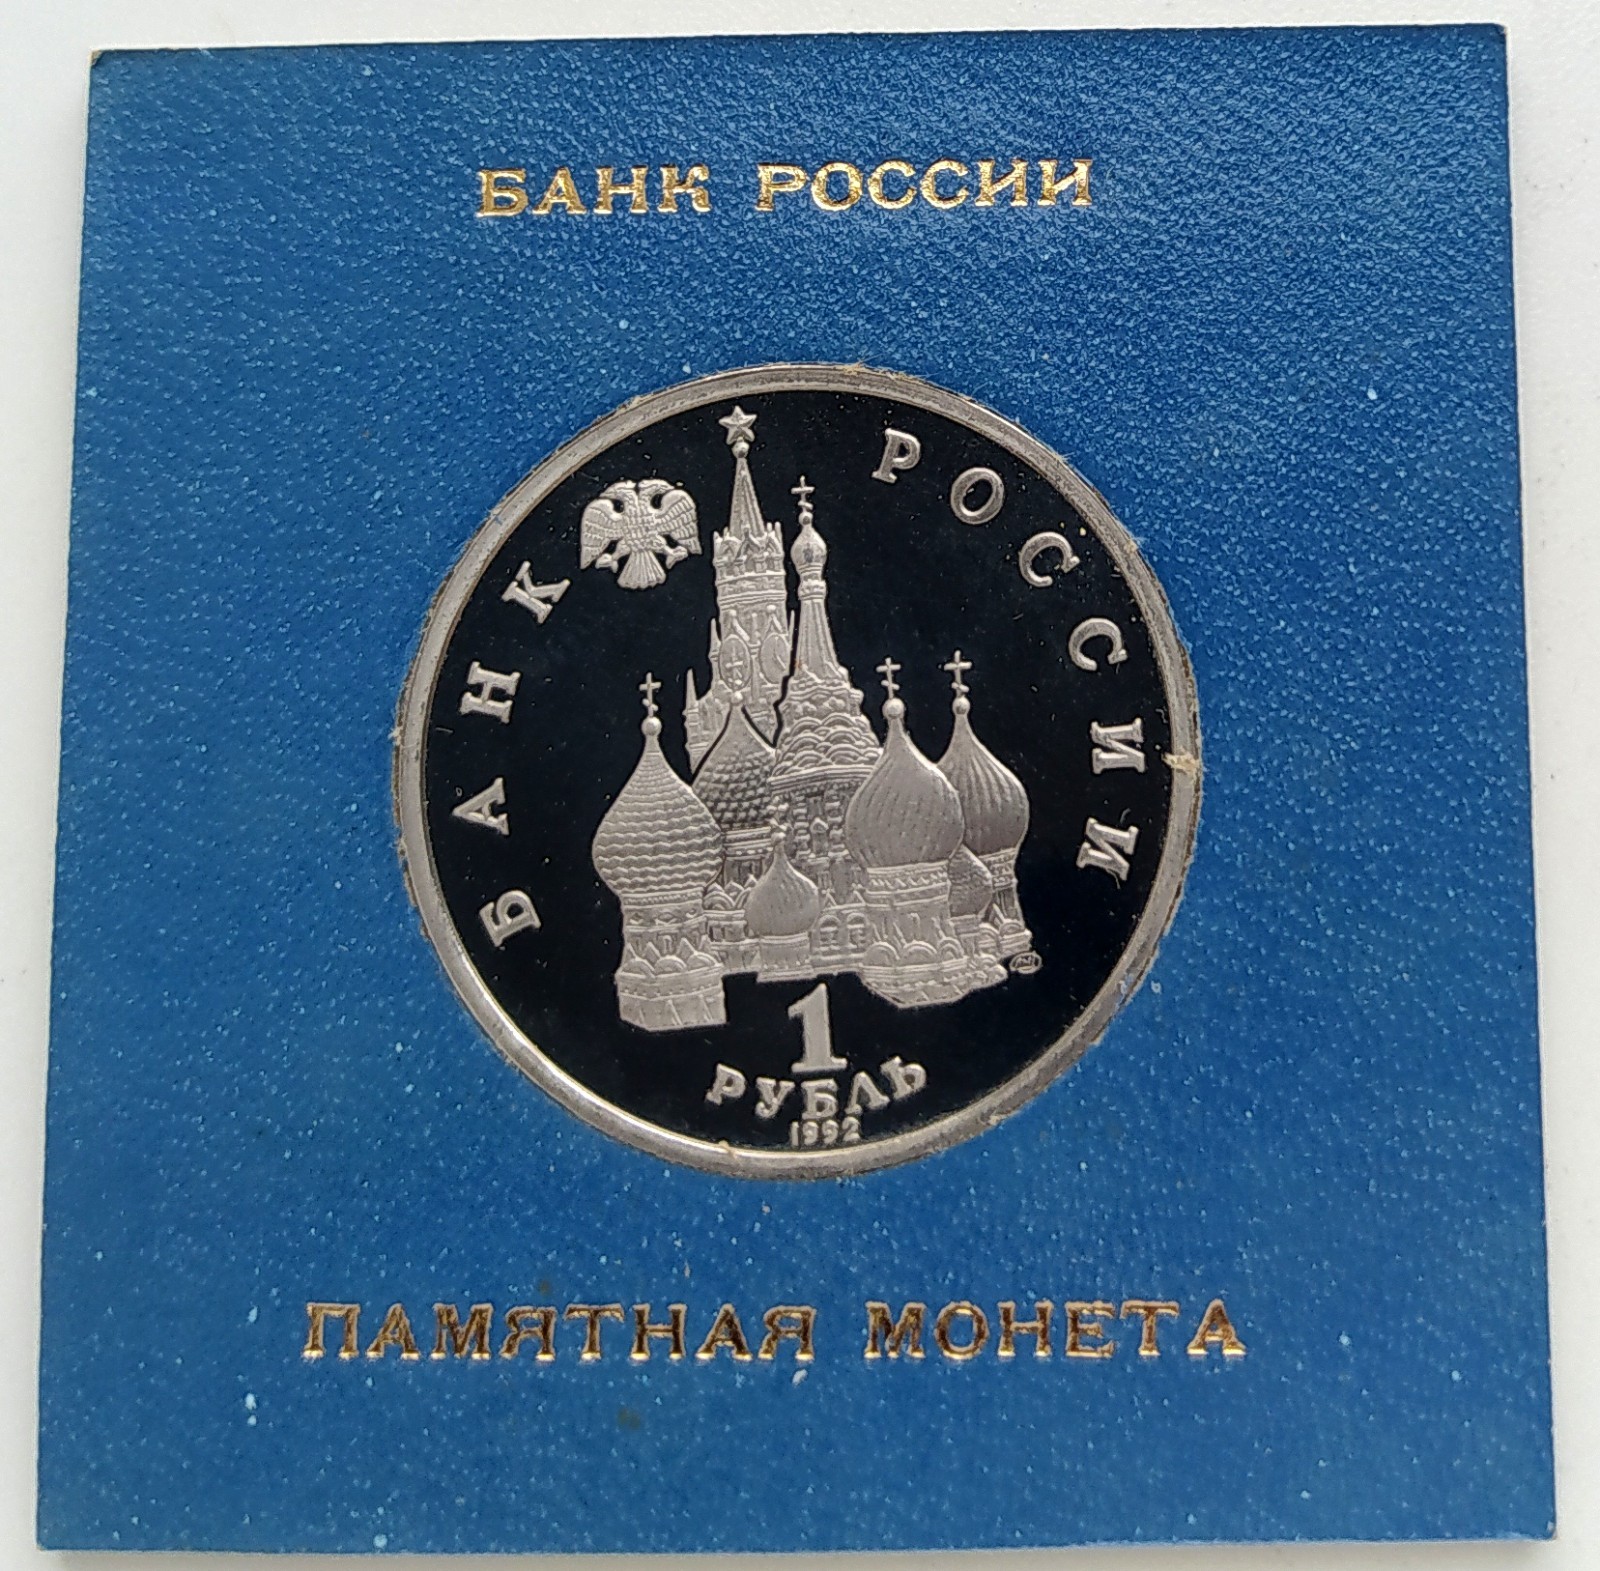 БАНК РОССИИ
БАНК РОССИИ
1
РУБЛЬ
1992
ПАМЯТНАЯ МОНЕТА